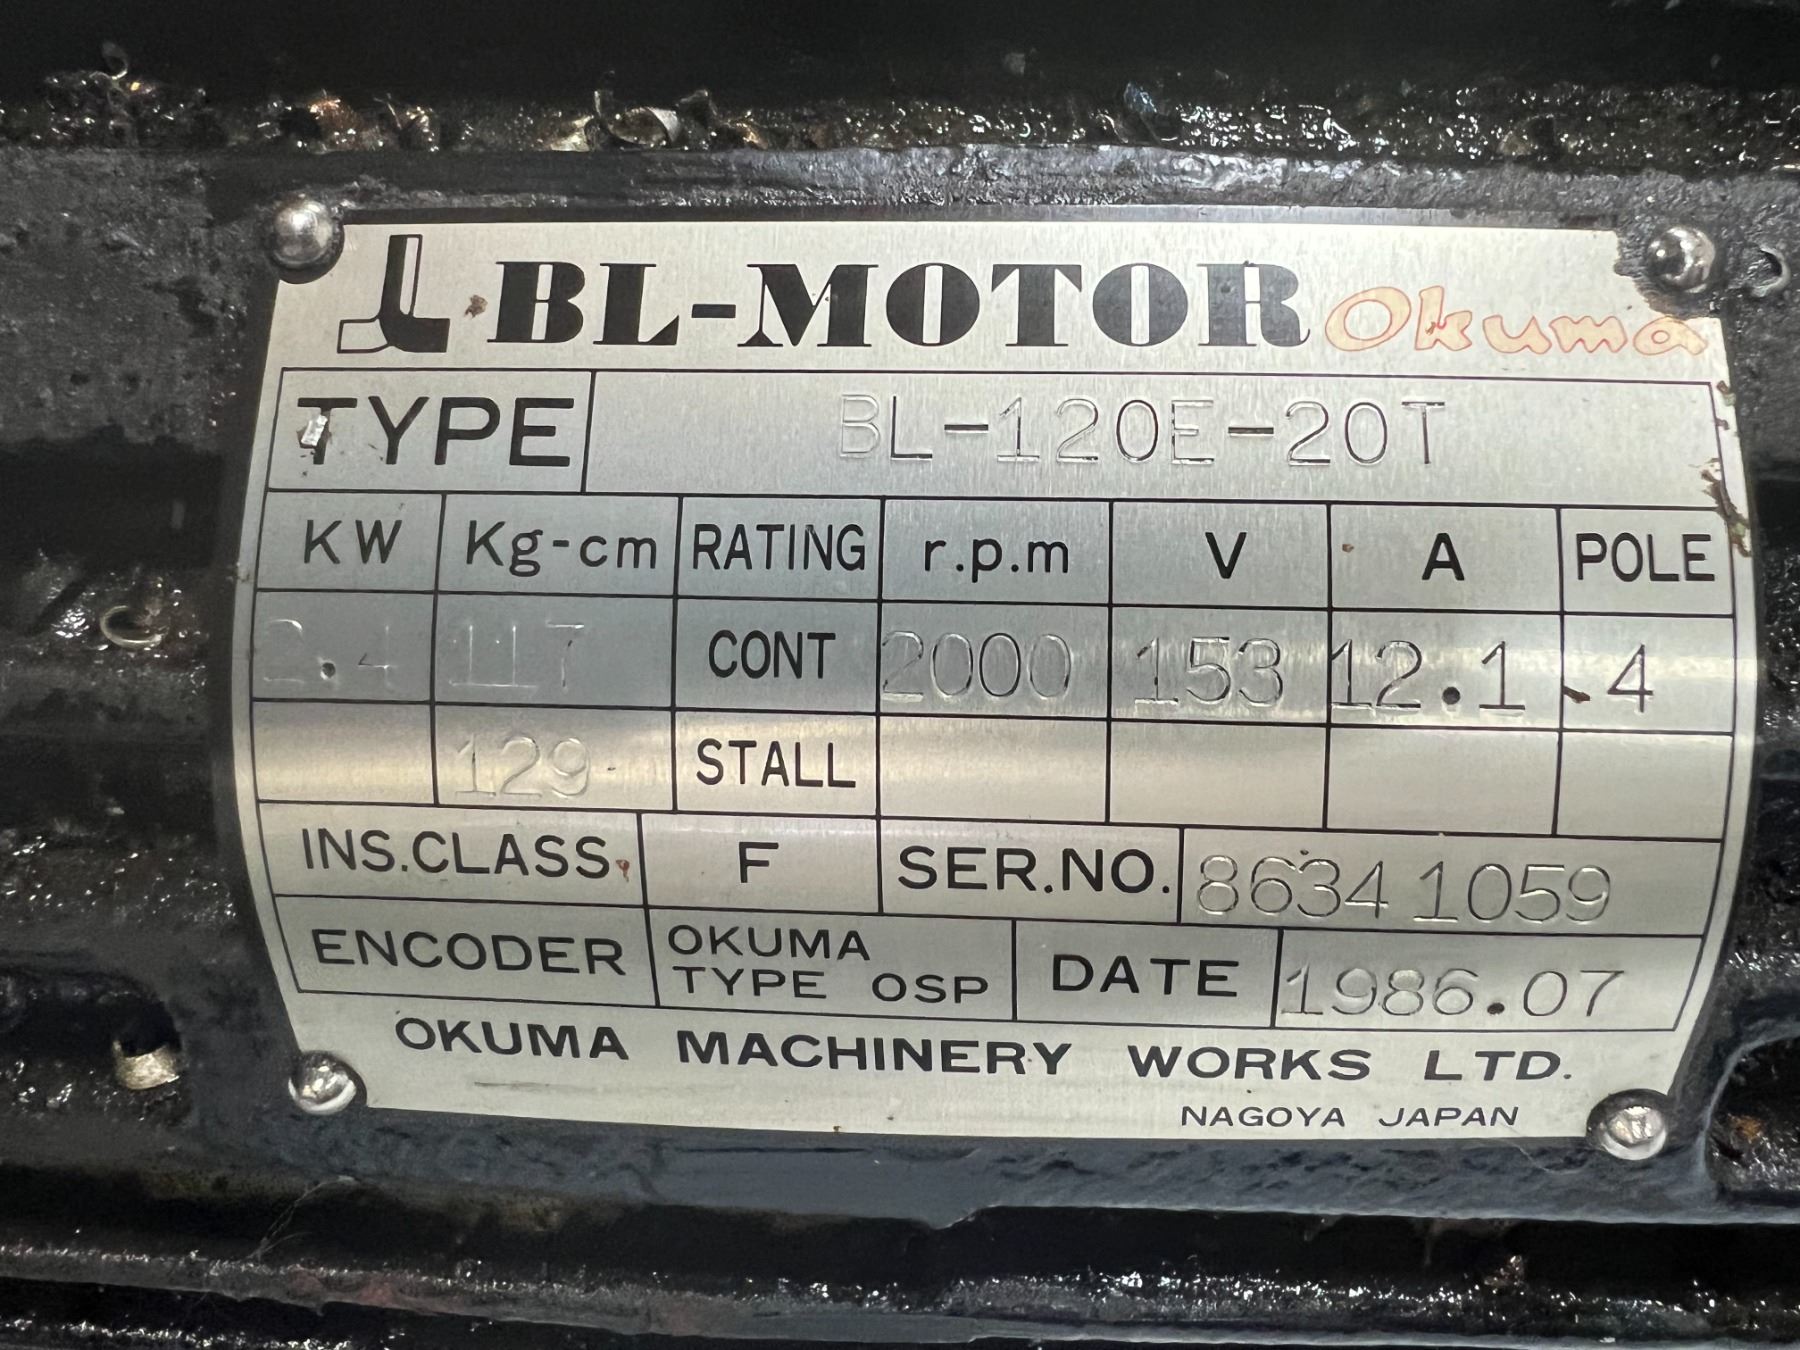 BL-MOTOR Okuma
TYPE BL-120E-20T
KW Kg-cm RATING r.p.m V A POLE
2.4 117 CONT 2000 153 12.1 4
129 STALL
INS.CLASS. F SER.NO. 8634 1059
ENCODER OKUMA TYPE OSP DATE 1986.07
OKUMA MACHINERY WORKS LTD.
NAGOYA JAPAN